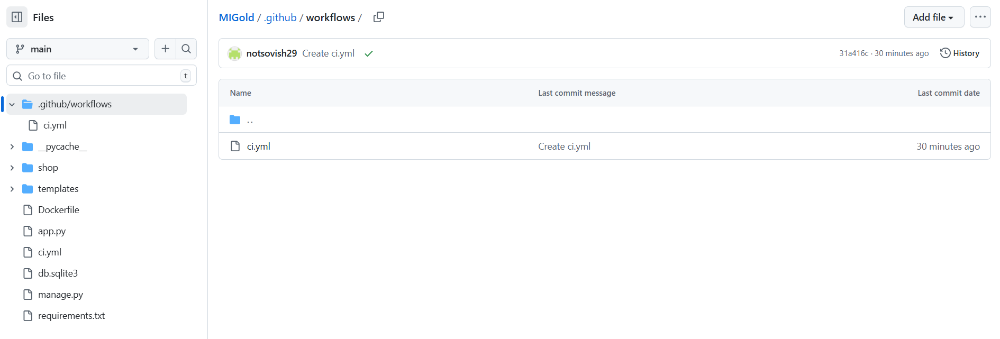 Files
main
Go to file
t
.github/workflows
ci.yml
__pycache__
shop
templates
Dockerfile
app.py
ci.yml
db.sqlite3
manage.py
requirements.txt
MIGold / .github / workflows /
Add file
notsovish29 Create ci.yml
31a416c · 30 minutes ago
History
Name Last commit message Last commit date
..
ci.yml Create ci.yml 30 minutes ago